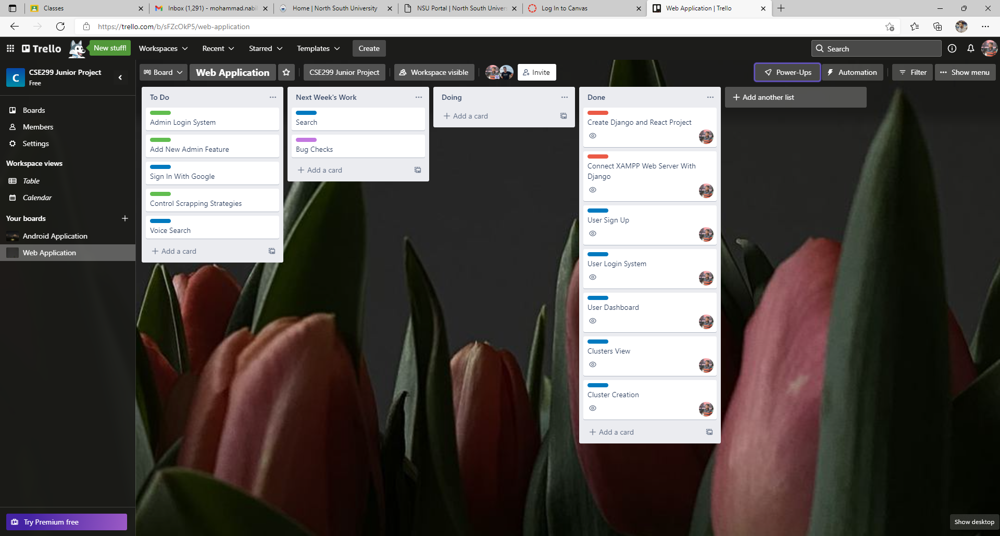 Classes
Inbox (1,291) - mohammad.nabil
Home | North South University
NSU Portal | North South Univers
Log In to Canvas
Web Application | Trello
https://trello.com/b/sFZcOkP5/web-application
Trello
New stuff!
Workspaces
Recent
Starred
Templates
Create
Search
C
CSE299 Junior Project
Free
Board
Web Application
CSE299 Junior Project
Workspace visible
Invite
Power-Ups
Automation
Filter
Show menu
Boards
Members
Settings
Workspace views
Table
Calendar
Your boards
Android Application
Web Application
Try Premium free
To Do
Admin Login System
Add New Admin Feature
Sign In With Google
Control Scrapping Strategies
Voice Search
Add a card
Next Week's Work
Search
Bug Checks
Add a card
Doing
Add a card
Done
Create Django and React Project
Connect XAMPP Web Server With
Django
User Sign Up
User Login System
User Dashboard
Clusters View
Cluster Creation
Add a card
Add another list
Show desktop